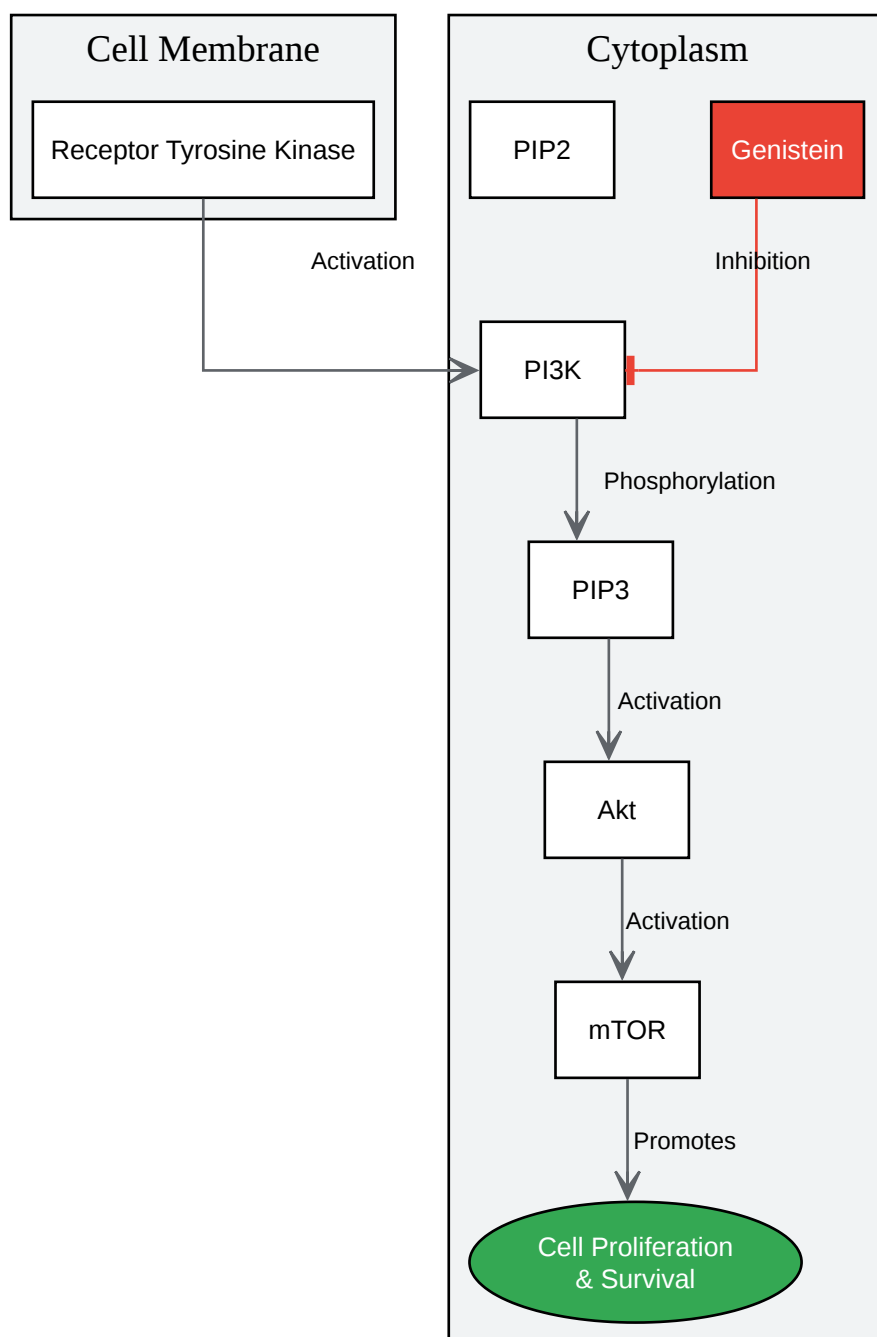 Cell Membrane
Cytoplasm
Receptor Tyrosine Kinase
PIP2
Genistein
Activation
Inhibition
PI3K
Phosphorylation
PIP3
Activation
Akt
Activation
mTOR
Promotes
Cell Proliferation
& Survival